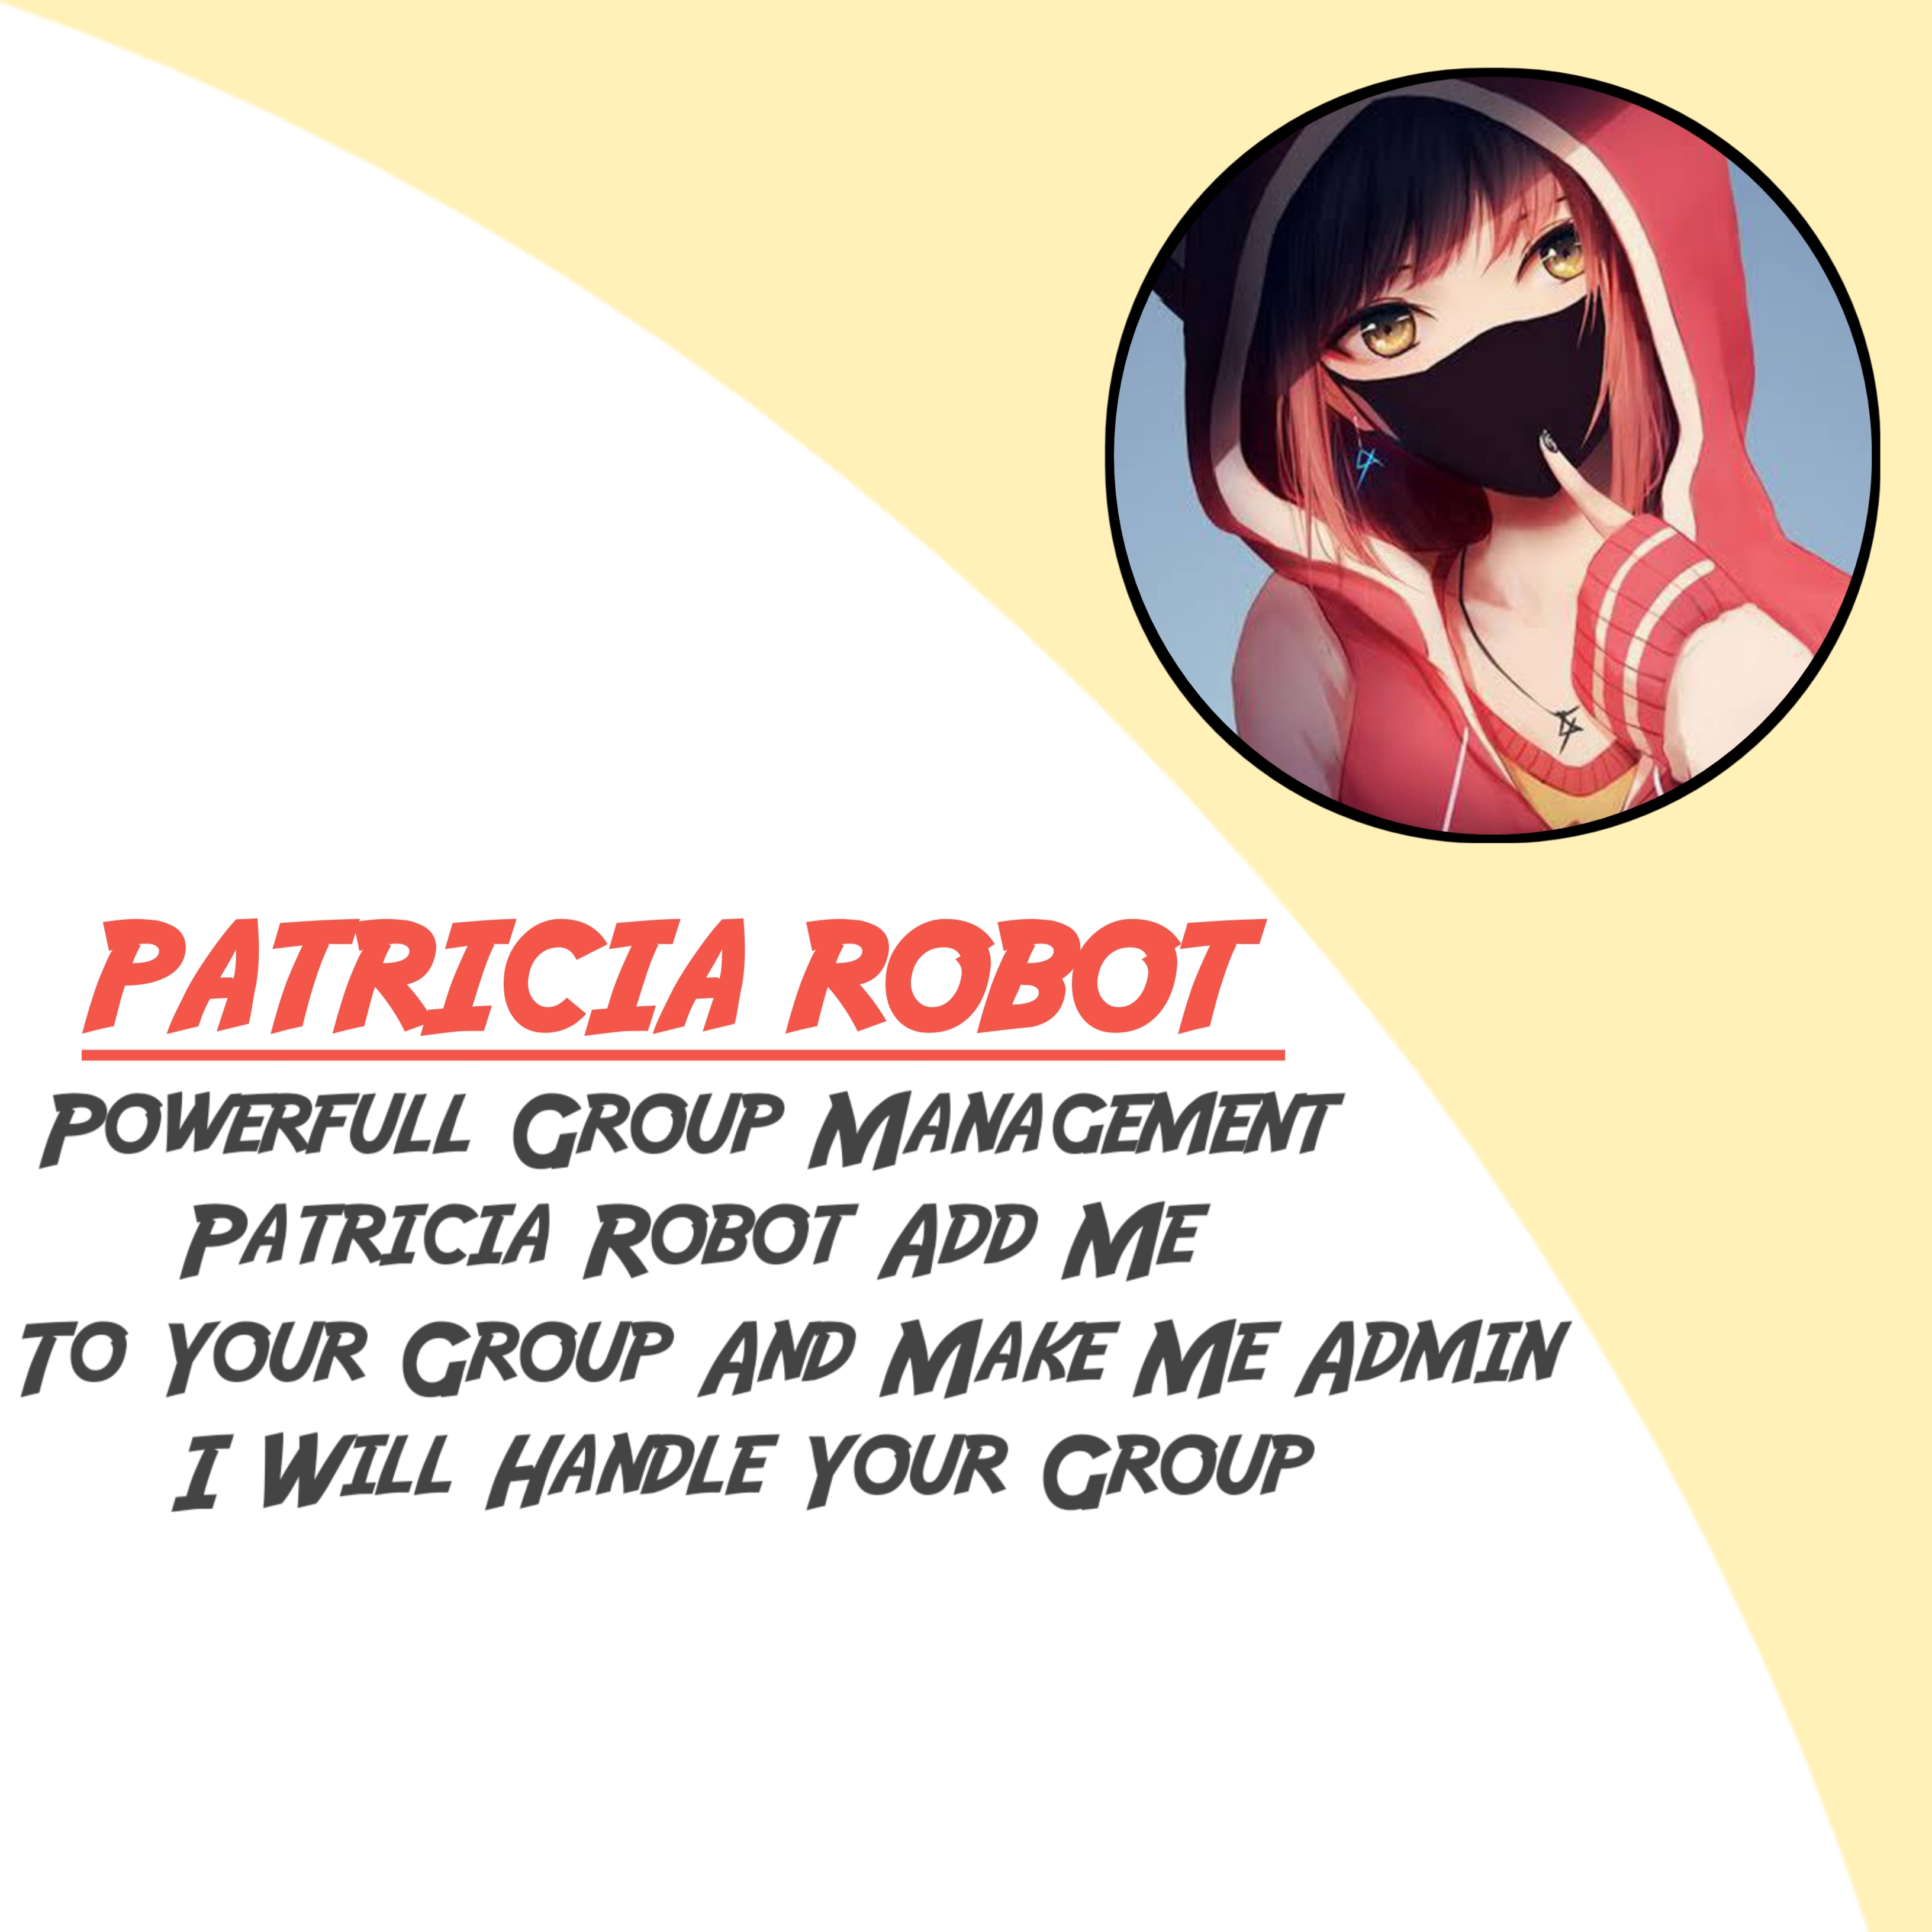 PATRICIA ROBOT
POWERFULL GROUP MANAGEMENT
PATRICIA ROBOT ADD ME
TO YOUR GROUP AND MAKE ME ADMIN
I WILL HANDLE YOUR GROUP